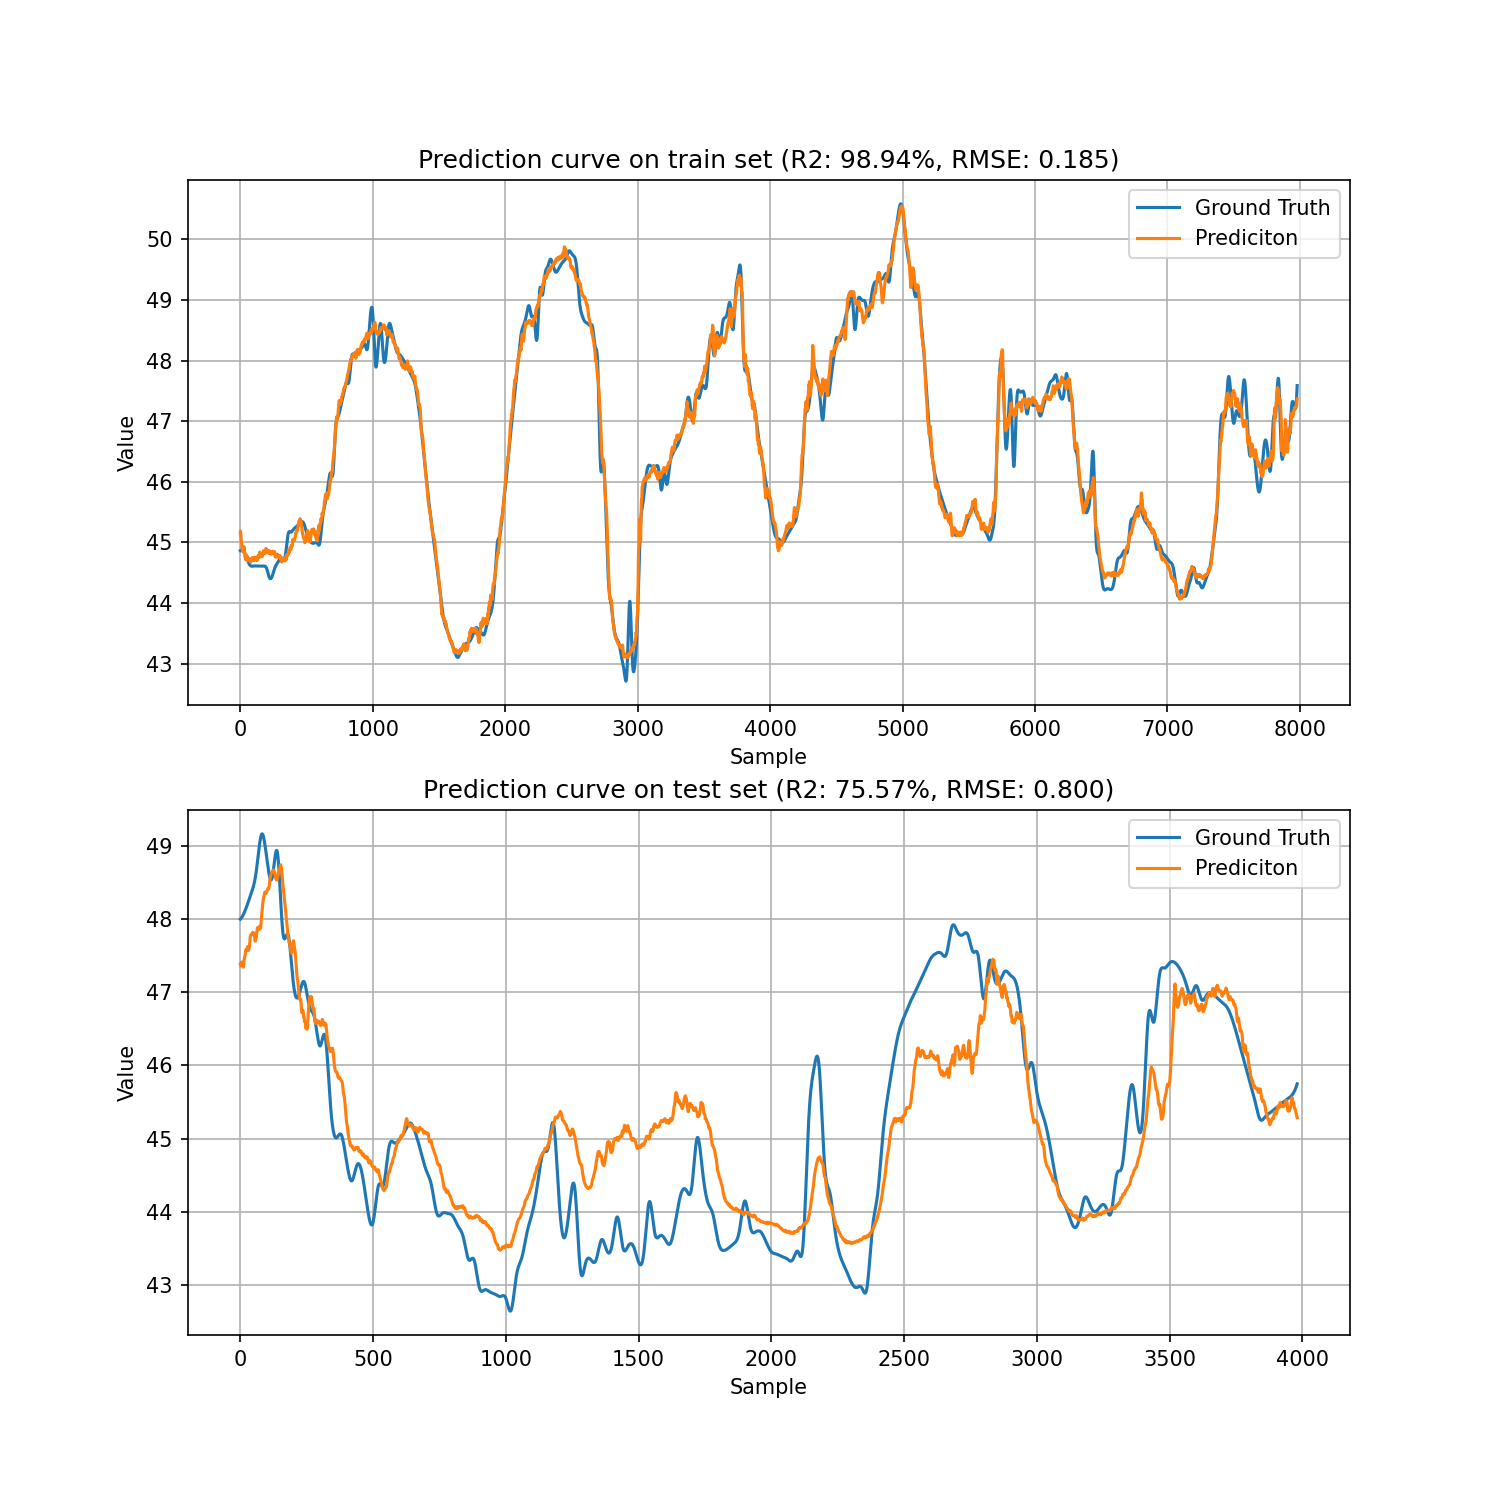 Prediction curve on train set (R2: 98.94%, RMSE: 0.185)
Ground Truth
Prediciton
50
49
48
47
46
45
44
43
Value
0 1000 2000 3000 4000 5000 6000 7000 8000
Sample
Prediction curve on test set (R2: 75.57%, RMSE: 0.800)
Ground Truth
Prediciton
49
48
47
46
45
44
43
Value
0 500 1000 1500 2000 2500 3000 3500 4000
Sample